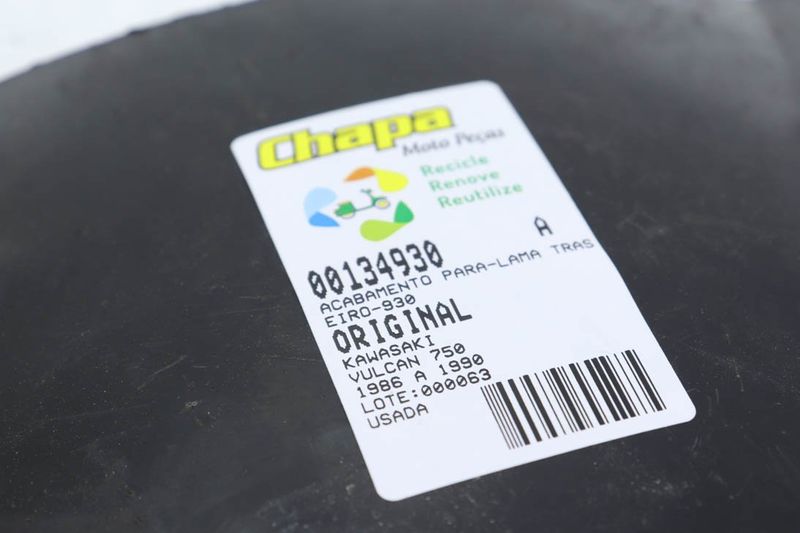 Chapa
Moto Peças
Recicle
Renove
Reutilize
A
00134930
ACABAMENTO PARA-LAMA TRAS
EIRO-930
ORIGINAL
KAWASAKI
VULCAN 750
1986 A 1990
LOTE:000063
USADA